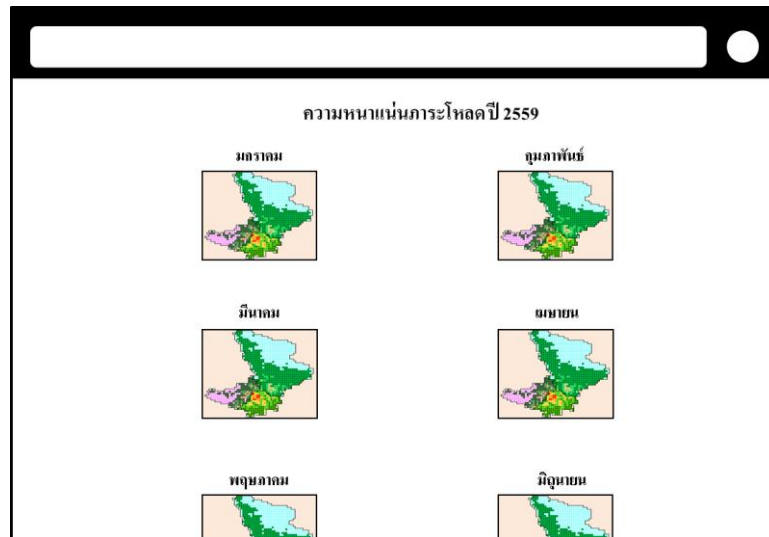 ความหนาแน่นภาระโหลดปี 2559
มกราคม
กุมภาพันธ์
มีนาคม
เมษายน
พฤษภาคม
มิถุนายน